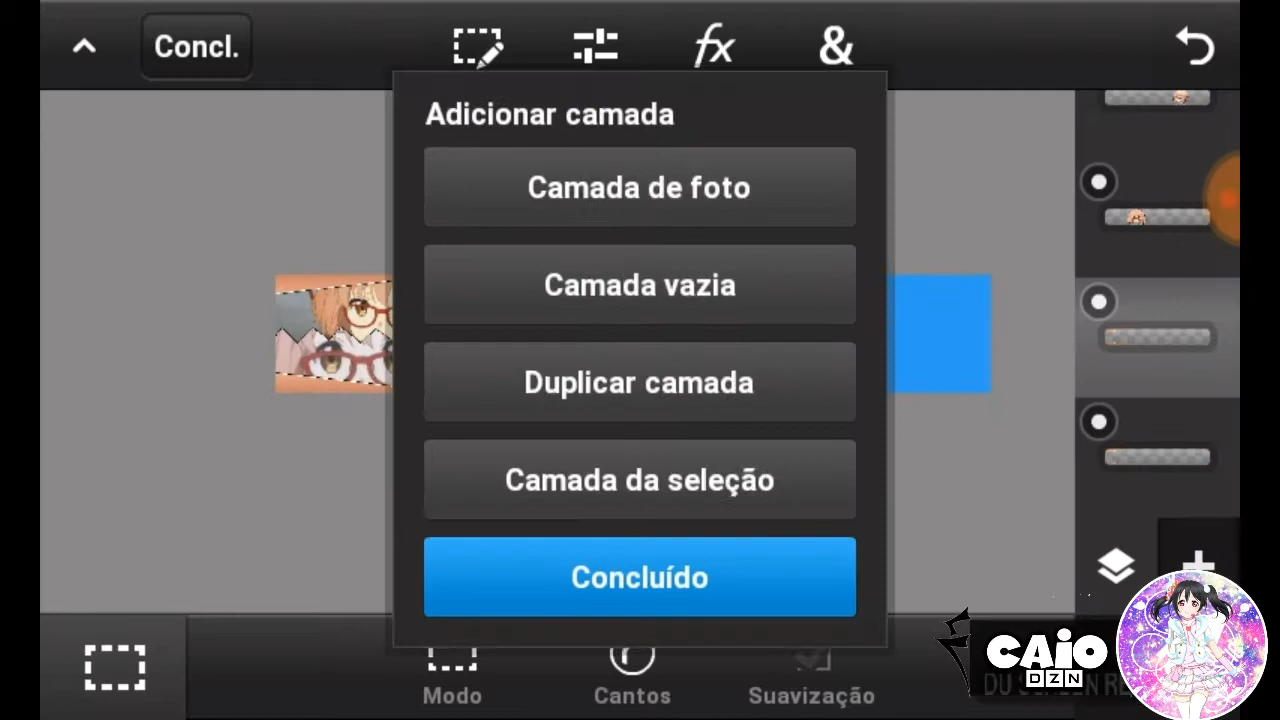 Concl.
fx
&
Adicionar camada
Camada de foto
Camada vazia
Duplicar camada
Camada da seleção
Concluído
Modo
Cantos
Suavização
CAiO
DZN